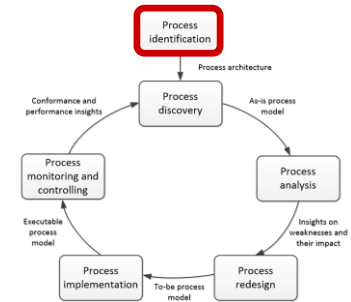 Process
identification
Process architecture
Process
discovery
Conformance and
performance insights
As-is process
model
Process
monitoring and
controlling
Process
analysis
Executable
process
model
Insights on
weaknesses and
their impact
Process
implementation
To-be process
model
Process
redesign